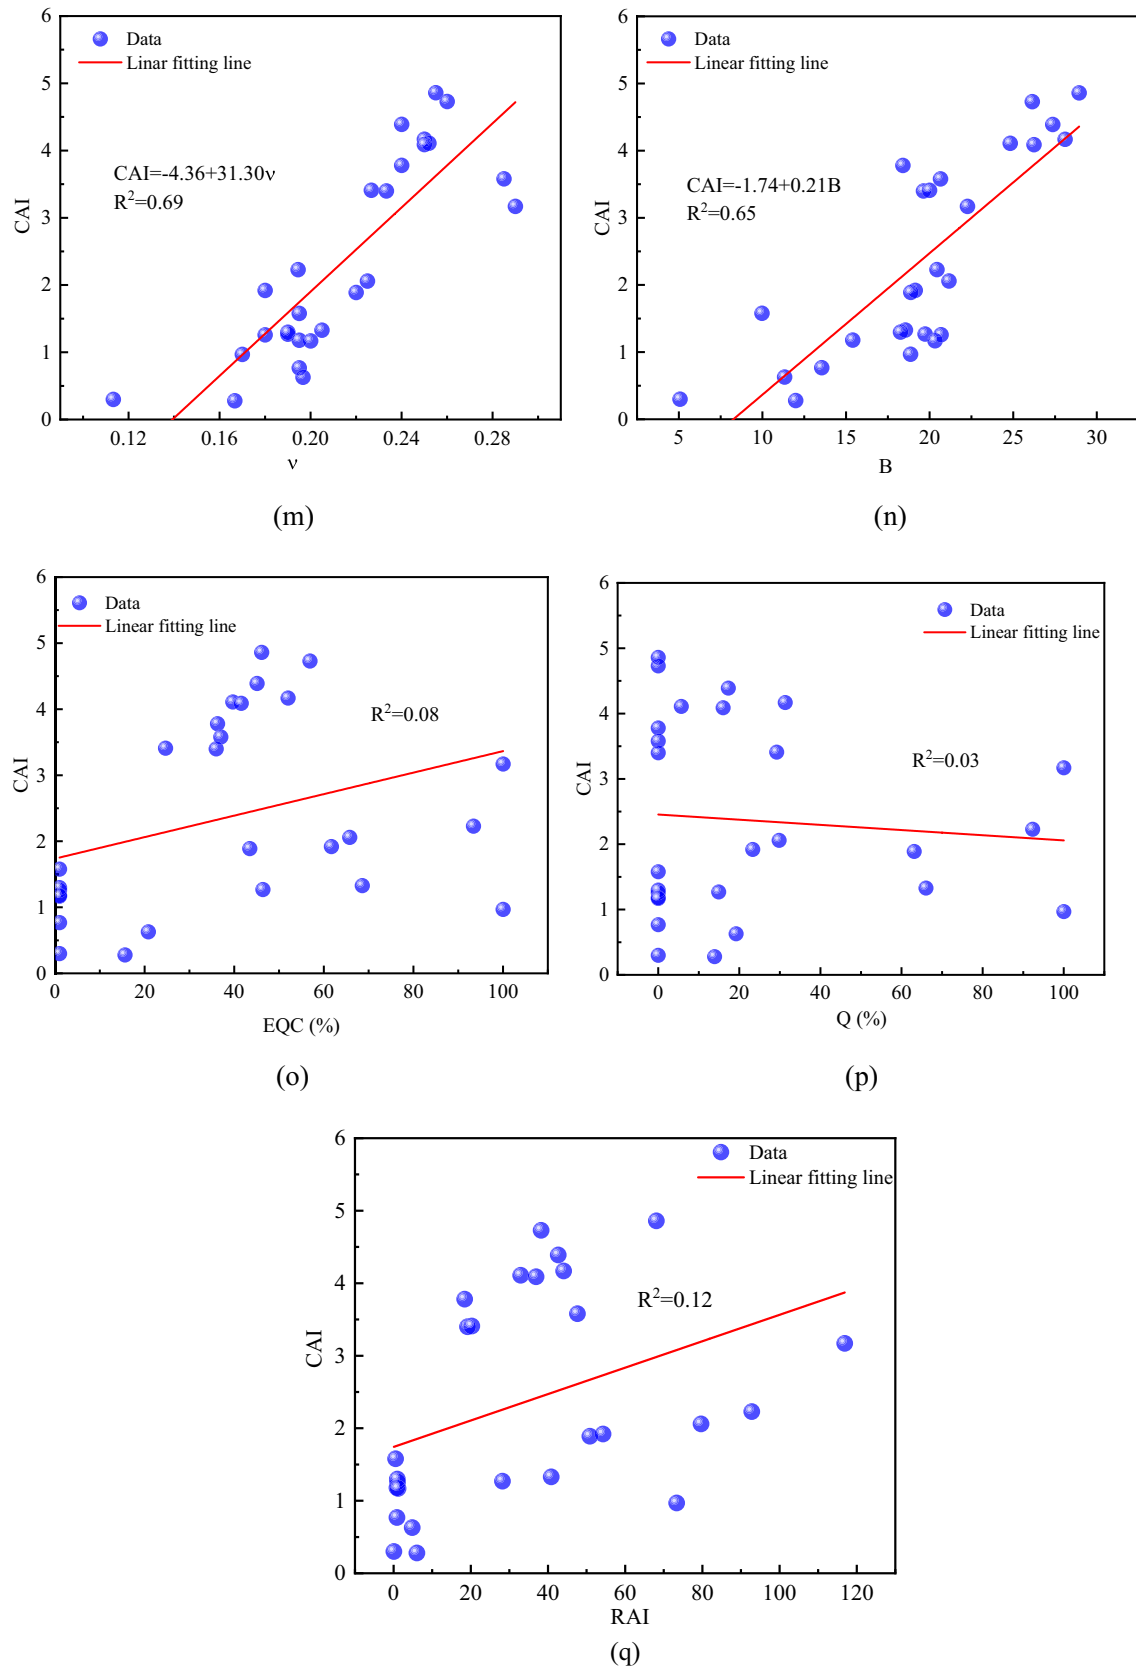 6
5
4
3
2
1
0
CAI
Data
Linar fitting line
CAI=-4.36+31.30ν
R²=0.69
0.12 0.16 0.20 0.24 0.28
ν
(m)
6
5
4
3
2
1
0
CAI
Data
Linear fitting line
CAI=-1.74+0.21B
R²=0.65
5 10 15 20 25 30
B
(n)
6
5
4
3
2
1
0
CAI
Data
Linear fitting line
R²=0.08
0 20 40 60 80 100
EQC (%)
(o)
6
5
4
3
2
1
0
CAI
Data
Linear fitting line
R²=0.03
0 20 40 60 80 100
Q (%)
(p)
6
5
4
3
2
1
0
CAI
Data
Linear fitting line
R²=0.12
0 20 40 60 80 100 120
RAI
(q)